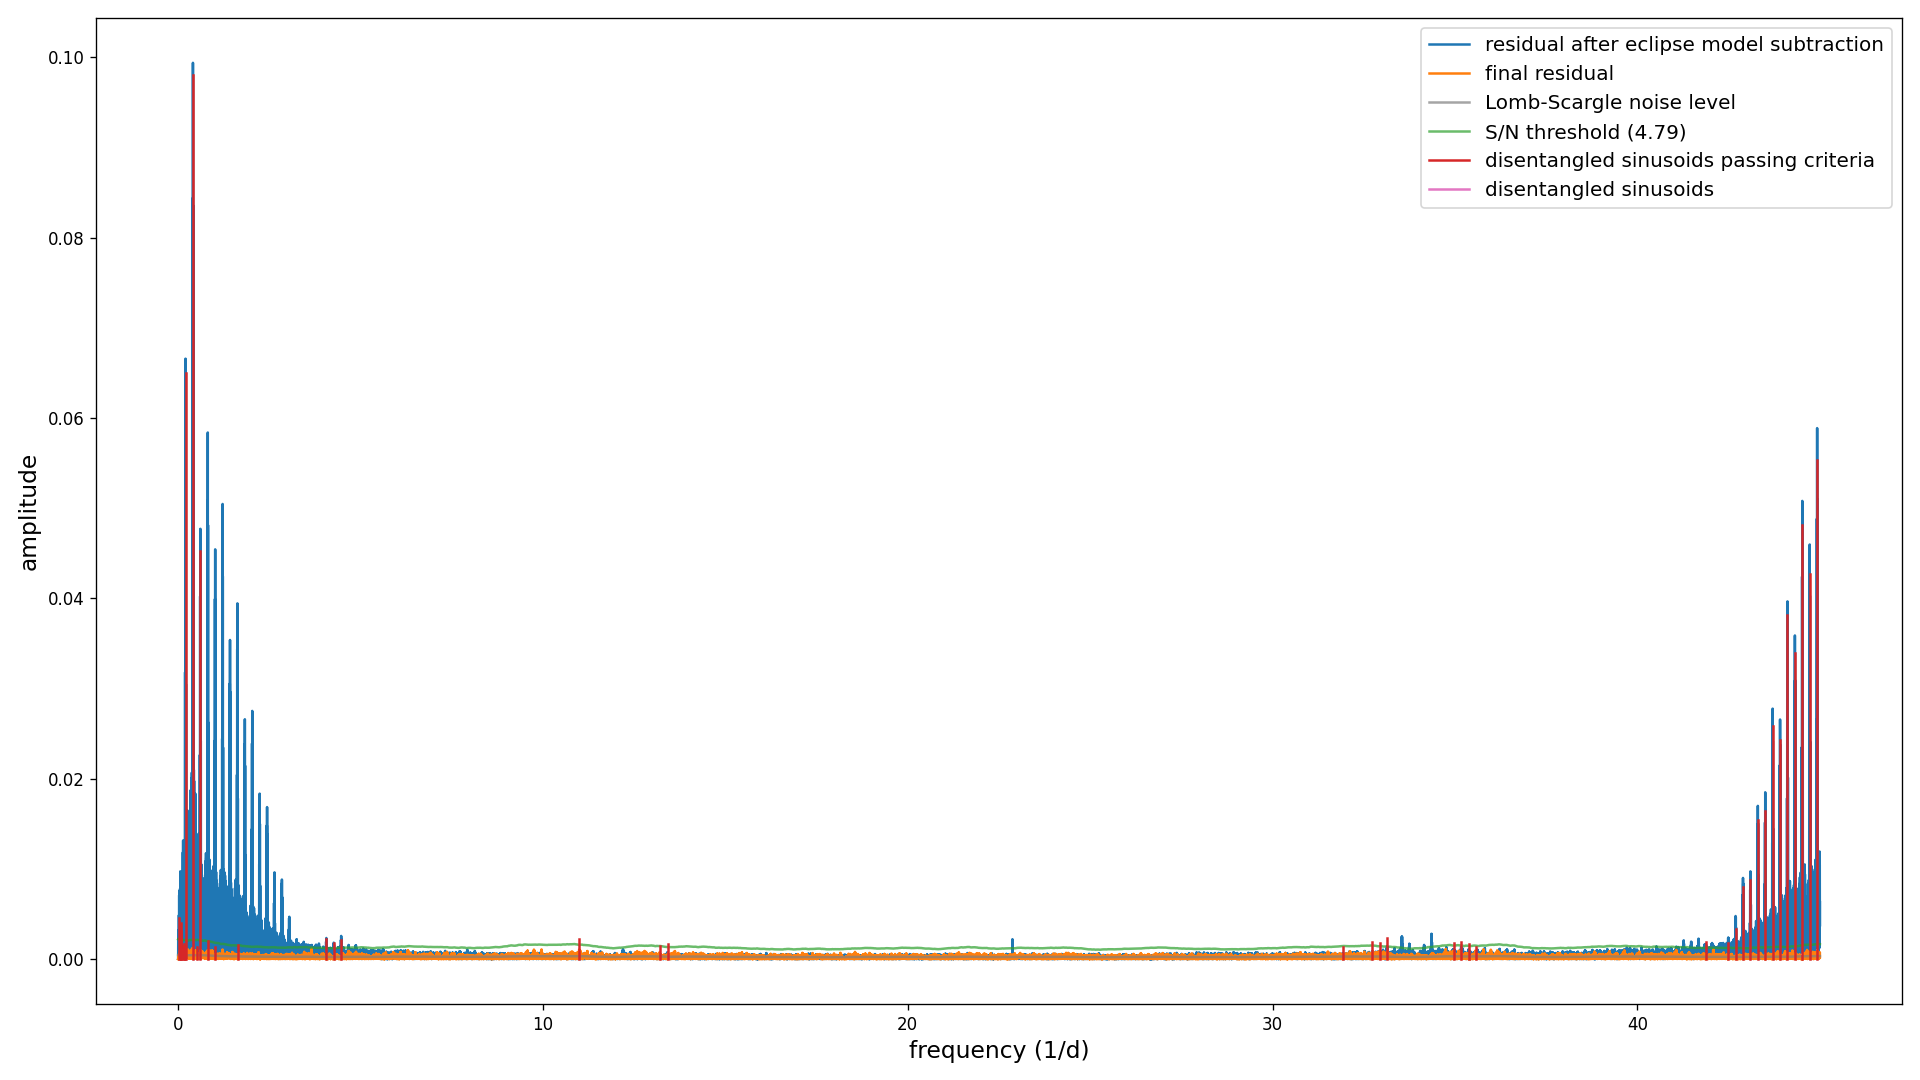 residual after eclipse model subtraction
final residual
Lomb-Scargle noise level
S/N threshold (4.79)
disentangled sinusoids passing criteria
disentangled sinusoids
0.10
0.08
0.06
0.04
0.02
0.00
amplitude
0 10 20 30 40
frequency (1/d)